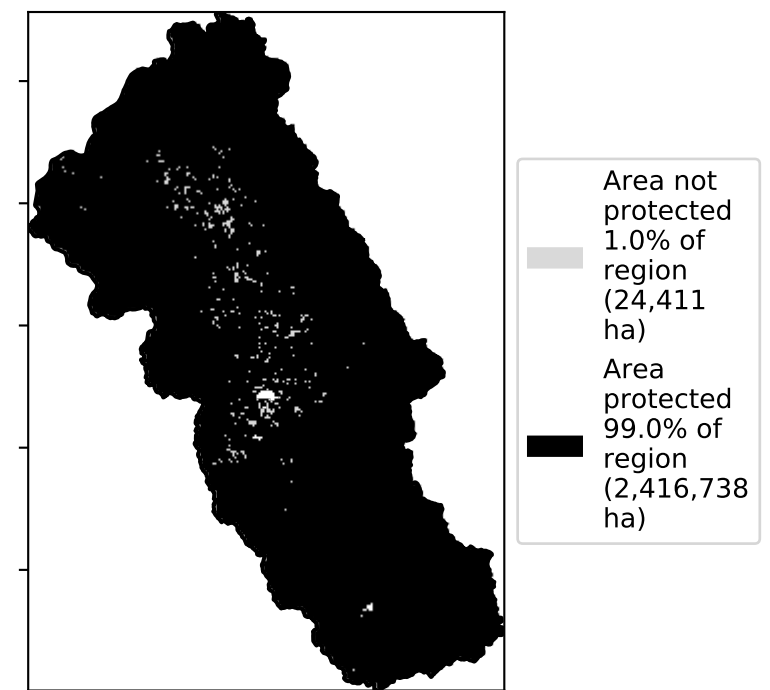 Area not
protected
1.0% of
region
(24,411
ha)
Area
protected
99.0% of
region
(2,416,738
ha)